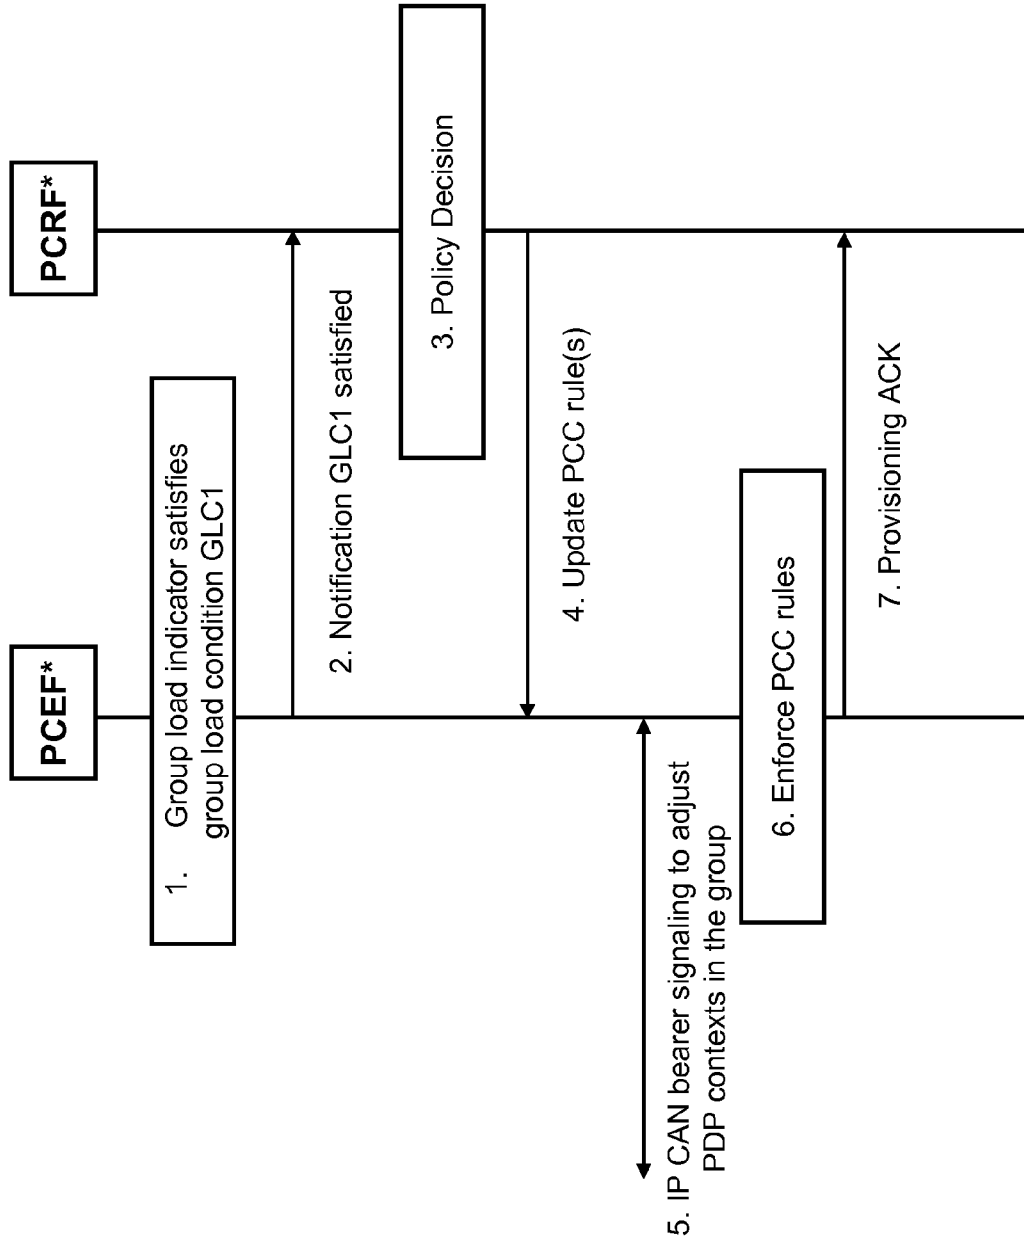 PCEF*
PCRF*
1. Group load indicator satisfies
group load condition GLC1
2. Notification GLC1 satisfied
3. Policy Decision
4. Update PCC rule(s)
5. IP CAN bearer signaling to adjust
PDP contexts in the group
6. Enforce PCC rules
7. Provisioning ACK